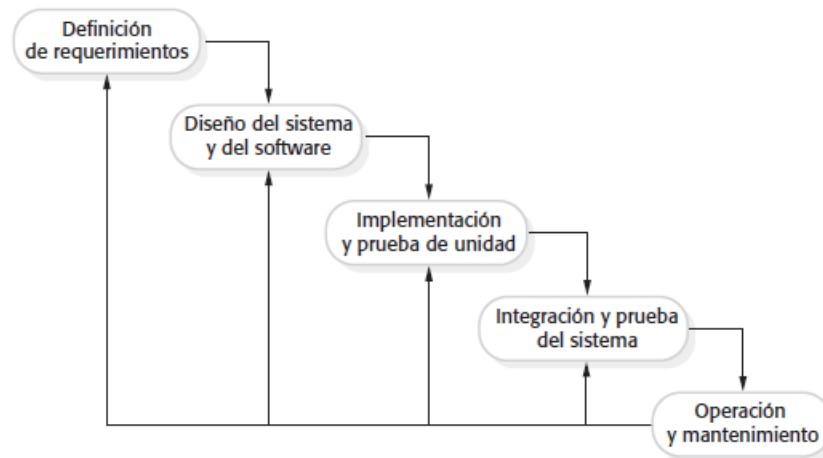 Definición
de requerimientos
Diseño del sistema
y del software
Implementación
y prueba de unidad
Integración y prueba
del sistema
Operación
y mantenimiento